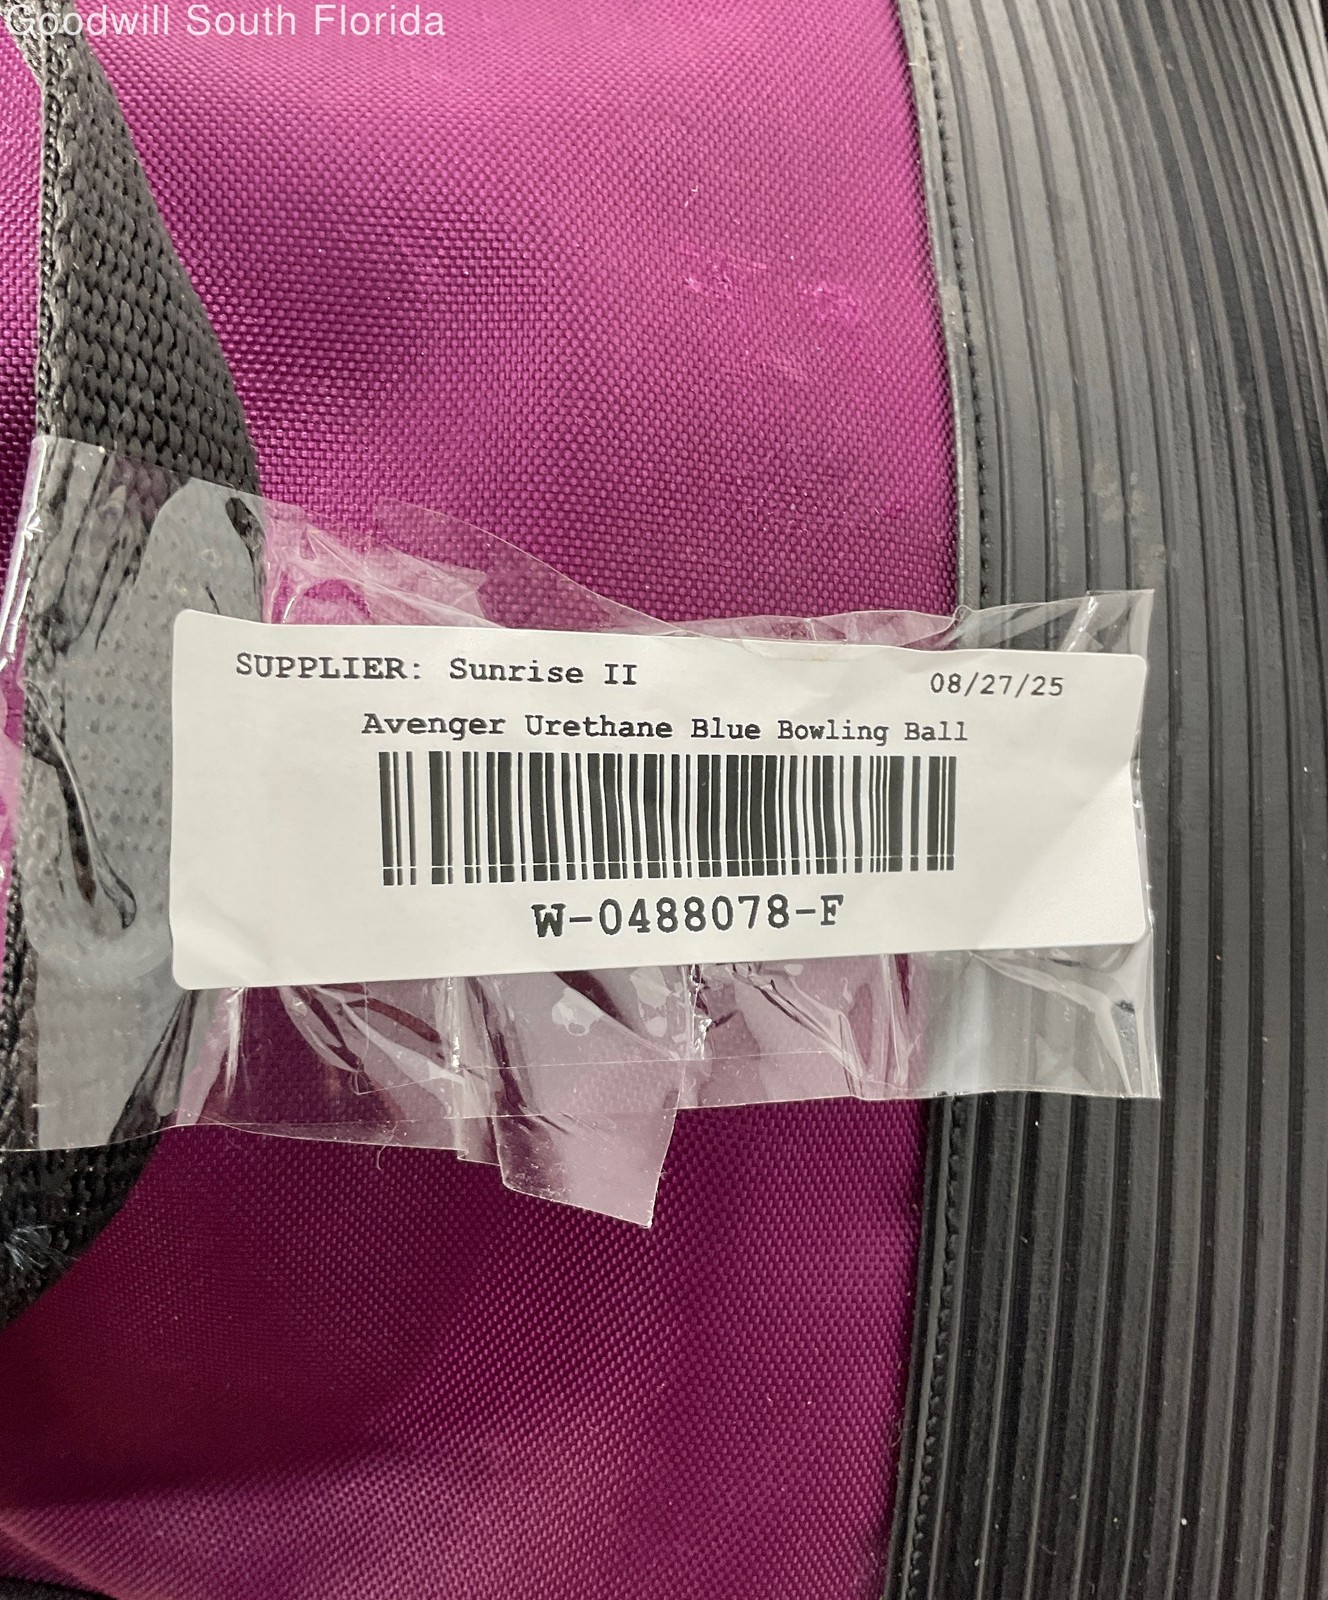 Goodwill South Florida
SUPPLIER: Sunrise II
08/27/25
Avenger Urethane Blue Bowling Ball
W-0488078-F